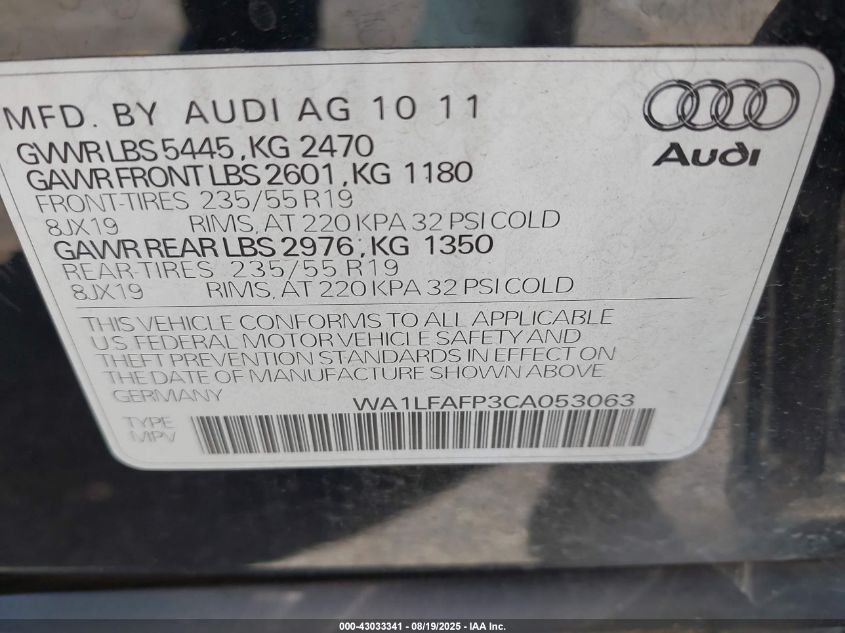 MFD. BY AUDI AG 10 11
GVWR LBS 5445, KG 2470
GAWR FRONT LBS 2601, KG 1180
FRONT-TIRES 235/55 R19
8JX19 RIMS, AT 220 KPA 32 PSI COLD
GAWR REAR LBS 2976, KG 1350
REAR-TIRES 235/55 R19
8JX19 RIMS, AT 220 KPA 32 PSI COLD
Audi
THIS VEHICLE CONFORMS TO ALL APPLICABLE
US FEDERAL MOTOR VEHICLE SAFETY AND
THEFT PREVENTION STANDARDS IN EFFECT ON
THE DATE OF MANUFACTURE SHOWN ABOVE
GERMANY WA1LFAFP3CA053063
TYPE
MPV
000-43033341 - 08/19/2025 - IAA Inc.